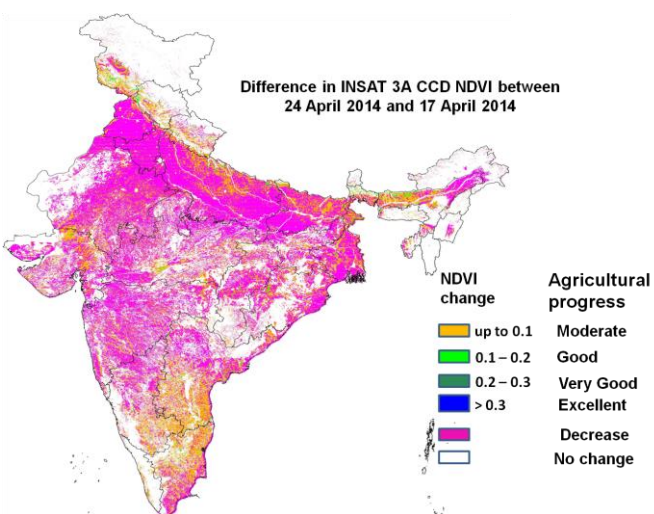 Difference in INSAT 3A CCD NDVI between
24 April 2014 and 17 April 2014
NDVI change
Agricultural progress
up to 0.1 Moderate
0.1 – 0.2 Good
0.2 – 0.3 Very Good
> 0.3 Excellent
Decrease
No change